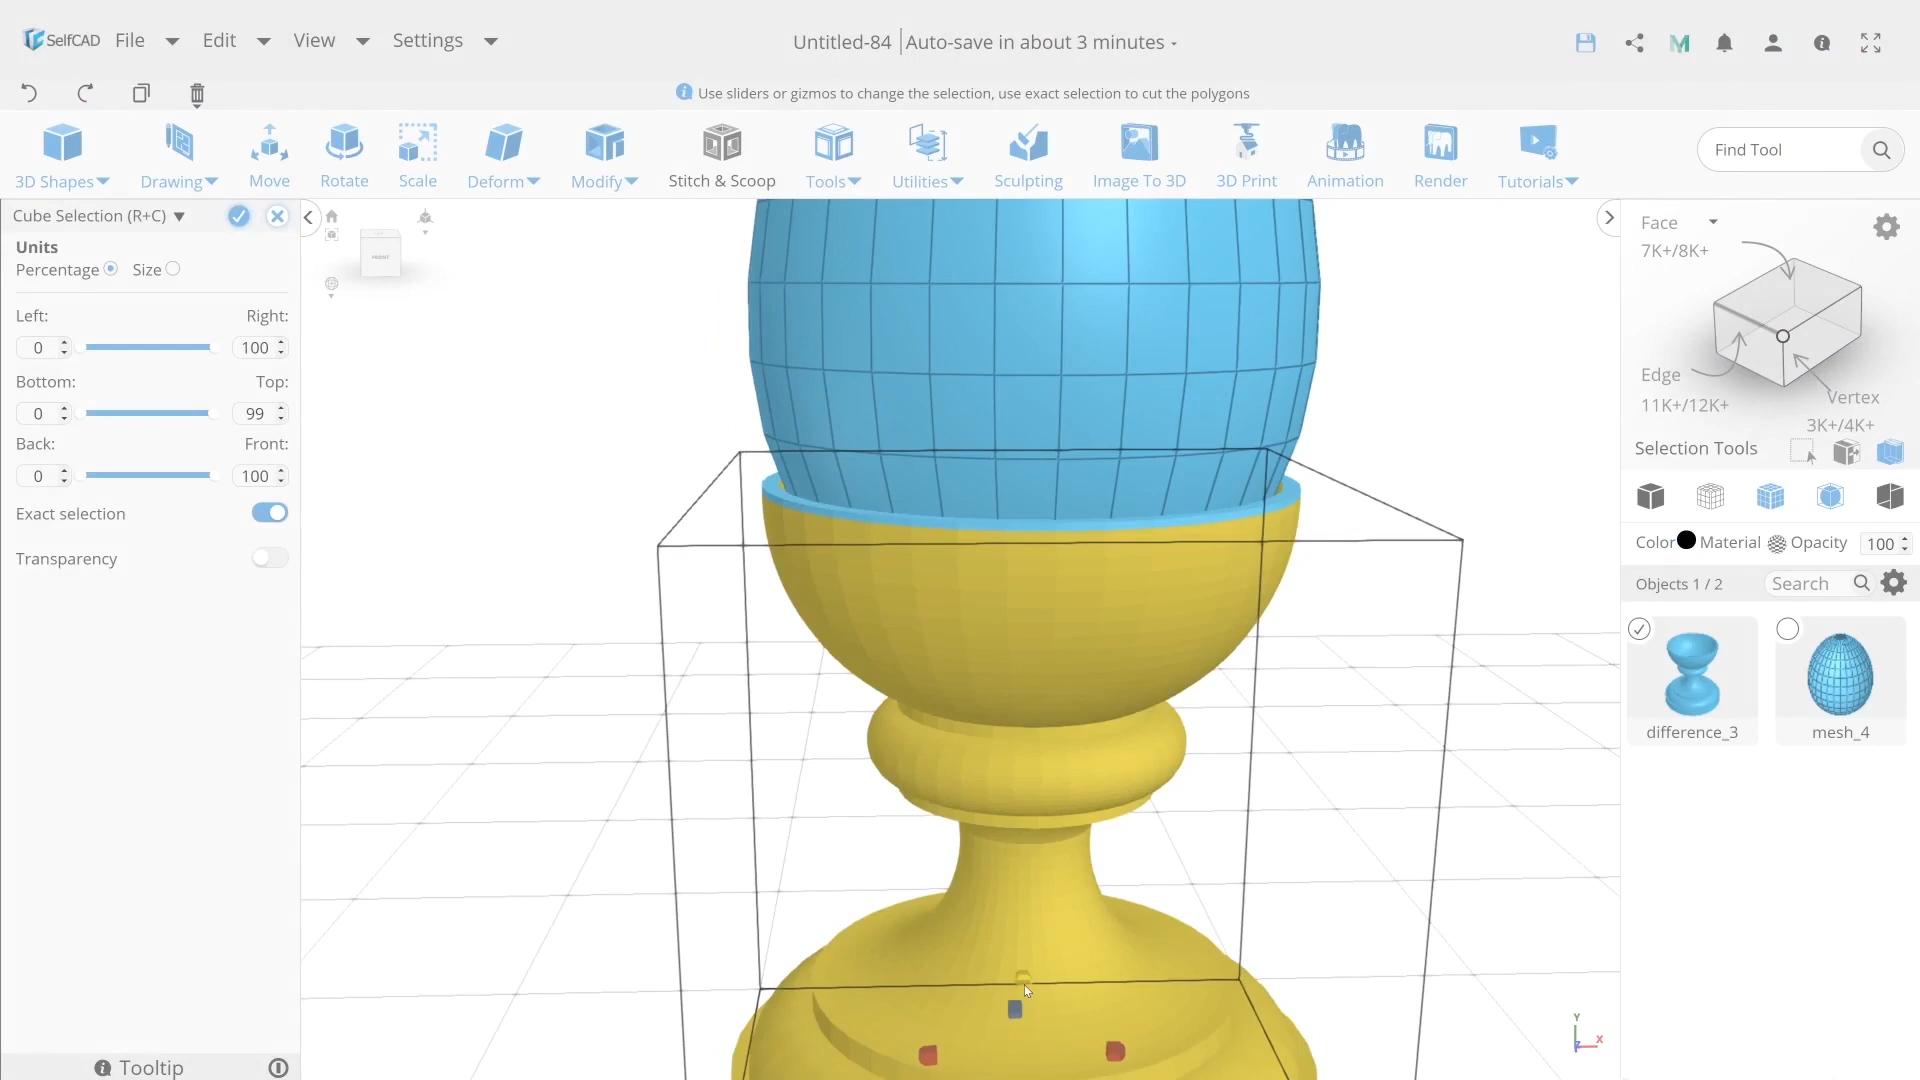 SelfCAD File Edit View Settings
Untitled-84 Auto-save in about 3 minutes
Use sliders or gizmos to change the selection, use exact selection to cut the polygons
3D Shapes Drawing Move Rotate Scale Deform Modify Stitch & Scoop Tools Utilities Sculpting Image To 3D 3D Print Animation Render Tutorials
Find Tool
Cube Selection (R+C)
Units
Percentage Size
Left: Right:
0 100
Bottom: Top:
0 99
Back: Front:
0 100
Exact selection
Transparency
Tooltip
FRONT
Y
X
Z
Face
7K+/8K+
Edge
11K+/12K+
Vertex
3K+/4K+
Selection Tools
Color Material Opacity 100
Objects 1 / 2 Search
difference_3 mesh_4